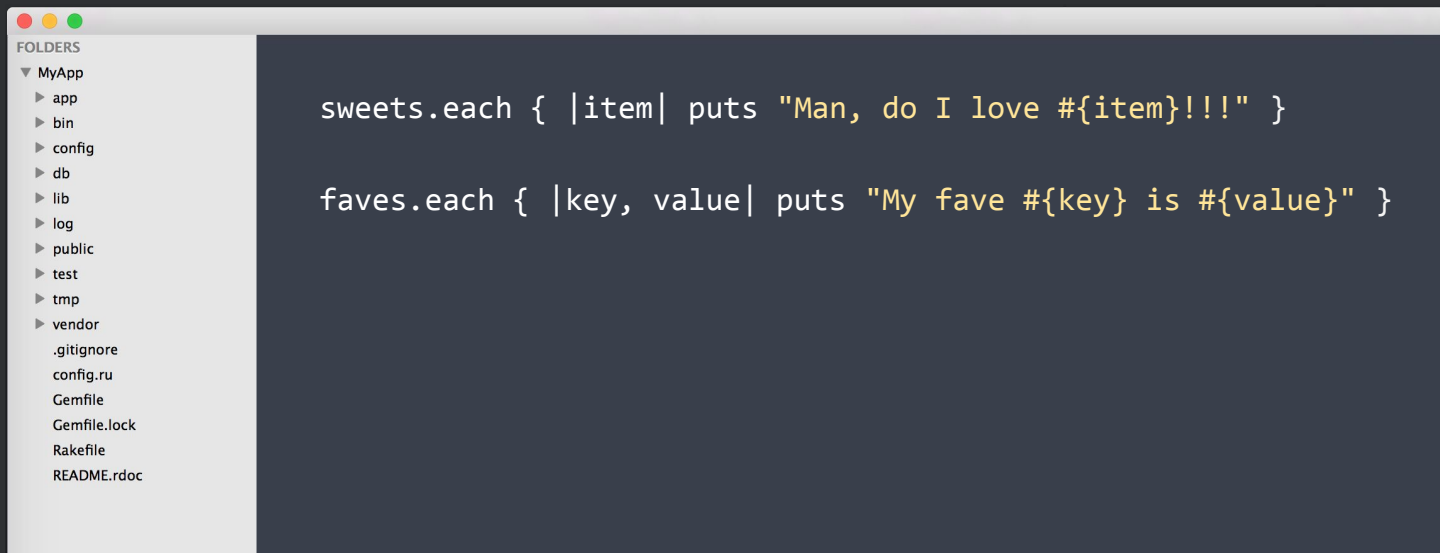 FOLDERS
MyApp
app
bin
config
db
lib
log
public
test
tmp
vendor
.gitignore
config.ru
Gemfile
Gemfile.lock
Rakefile
README.rdoc
sweets.each { |item| puts "Man, do I love #{item}!!!" }
faves.each { |key, value| puts "My fave #{key} is #{value}" }